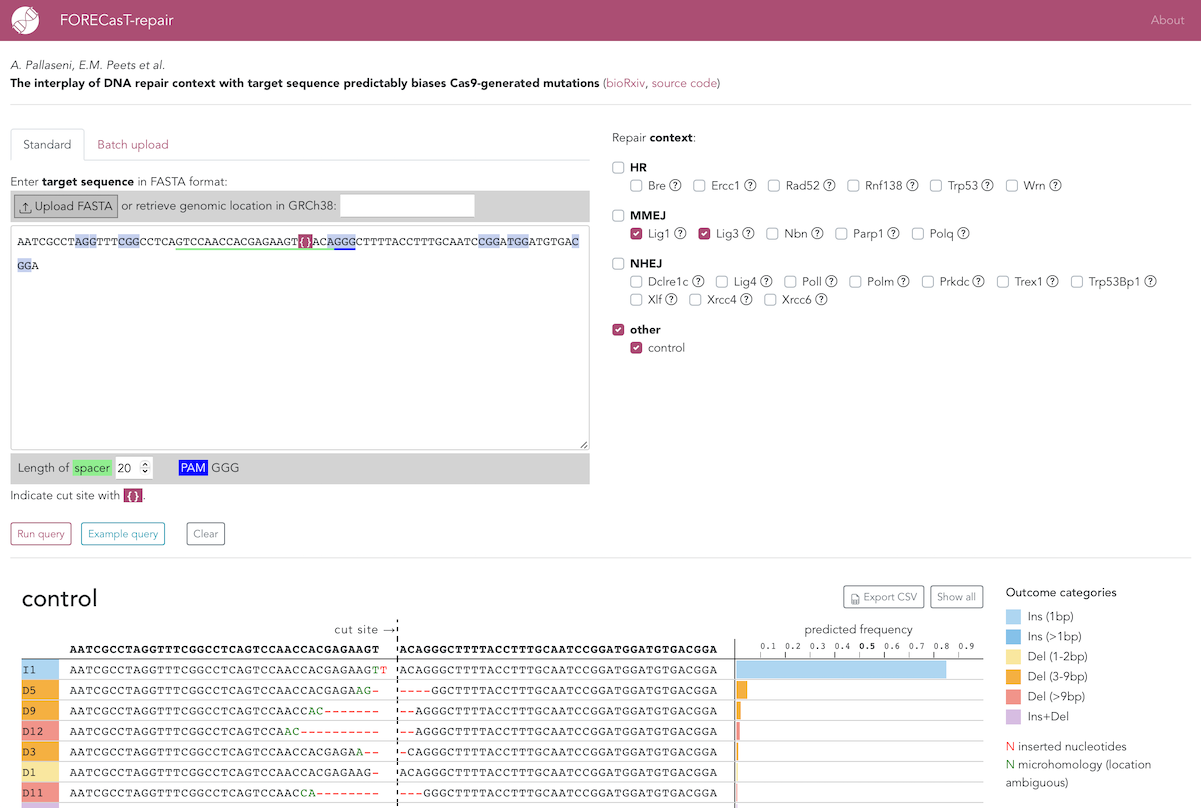 FORECasT-repair
About
A. Pallaseni, E.M. Peets et al.
The interplay of DNA repair context with target sequence predictably biases Cas9-generated mutations (bioRxiv, source code)
Standard
Batch upload
Enter target sequence in FASTA format:
Upload FASTA or retrieve genomic location in GRCh38:
AATCGCCTAGGTTTCGGCCTCAGTCCAACCACGAGAAGT{}ACAGGGCTTTTACCTTTGCAATCCGGATGGATGTGAC
GGA
Length of spacer 20 PAM GGG
Indicate cut site with {}.
Run query
Example query
Clear
Repair context:
HR
Bre ? Ercc1 ? Rad52 ? Rnf138 ? Trp53 ? Wrn ?
MMEJ
Lig1 ? Lig3 ? Nbn ? Parp1 ? Polq ?
NHEJ
Dclre1c ? Lig4 ? Poll ? Polm ? Prkdc ? Trex1 ? Trp53Bp1 ?
Xlf ? Xrcc4 ? Xrcc6 ?
other
control
control
Export CSV
Show all
cut site →
predicted frequency
0.1 0.2 0.3 0.4 0.5 0.6 0.7 0.8 0.9
AATCGCCTAGGTTTCGGCCTCAGTCCAACCACGAGAAGT ACAGGGCTTTTACCTTTGCAATCCGGATGGATGTGACGGA
I1 AATCGCCTAGGTTTCGGCCTCAGTCCAACCACGAGAAGTT ACAGGGCTTTTACCTTTGCAATCCGGATGGATGTGACGGA
D5 AATCGCCTAGGTTTCGGCCTCAGTCCAACCACGAGAAG- ----GGCTTTTACCTTTGCAATCCGGATGGATGTGACGGA
D9 AATCGCCTAGGTTTCGGCCTCAGTCCAACCAC------- --AGGGCTTTTACCTTTGCAATCCGGATGGATGTGACGGA
D12 AATCGCCTAGGTTTCGGCCTCAGTCCAAC---------- --AGGGCTTTTACCTTTGCAATCCGGATGGATGTGACGGA
D3 AATCGCCTAGGTTTCGGCCTCAGTCCAACCACGAGAA-- -CAGGGCTTTTACCTTTGCAATCCGGATGGATGTGACGGA
D1 AATCGCCTAGGTTTCGGCCTCAGTCCAACCACGAGAAG- ACAGGGCTTTTACCTTTGCAATCCGGATGGATGTGACGGA
D11 AATCGCCTAGGTTTCGGCCTCAGTCCAACCA-------- ---GGGCTTTTACCTTTGCAATCCGGATGGATGTGACGGA
Outcome categories
Ins (1bp)
Ins (>1bp)
Del (1-2bp)
Del (3-9bp)
Del (>9bp)
Ins+Del
N inserted nucleotides
N microhomology (location
ambiguous)